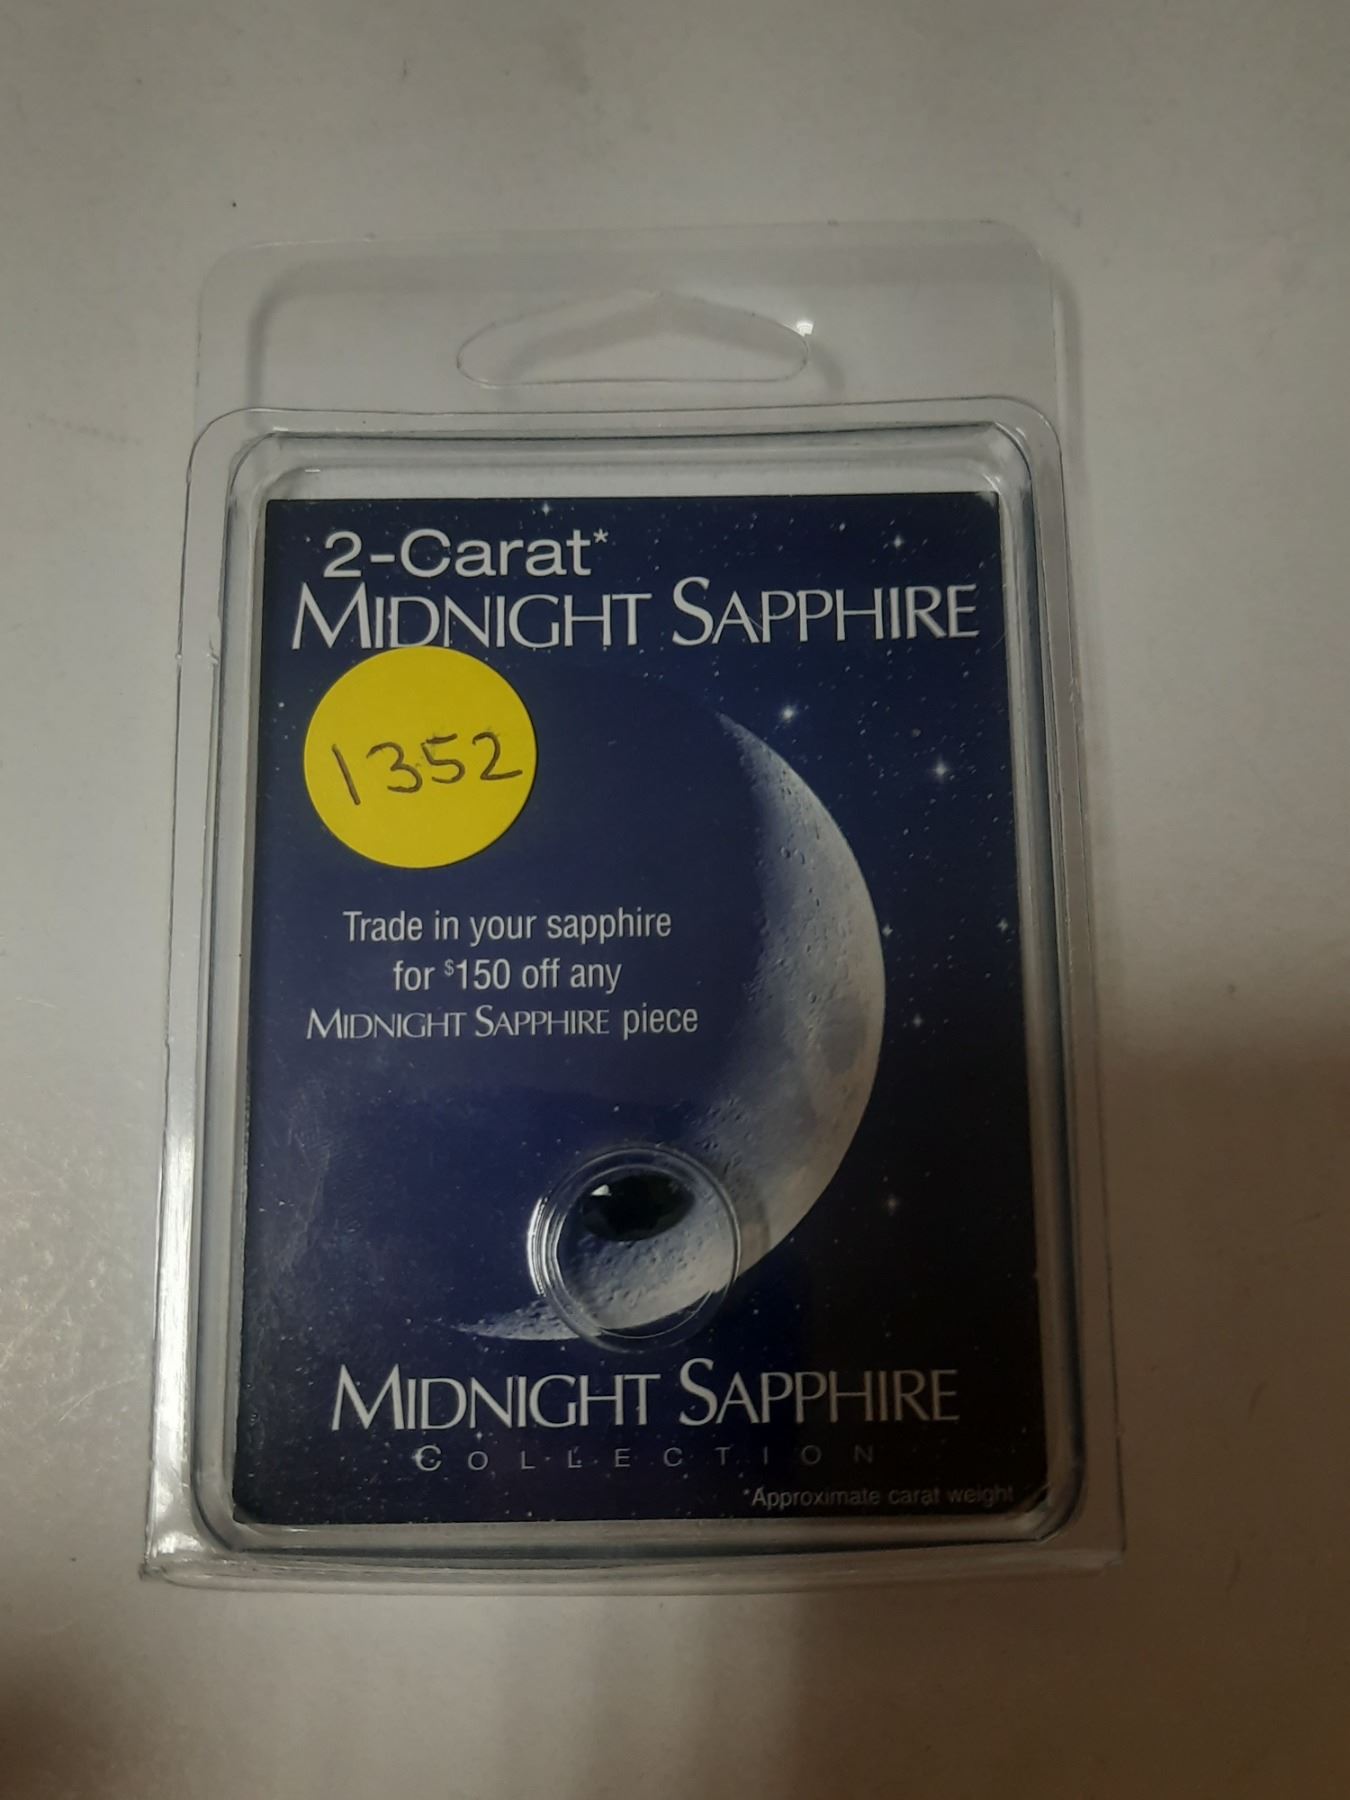 2-Carat*
MIDNIGHT SAPPHIRE
1352
Trade in your sapphire
for $150 off any
MIDNIGHT SAPPHIRE piece
MIDNIGHT SAPPHIRE
COLLECTION
*Approximate carat weight